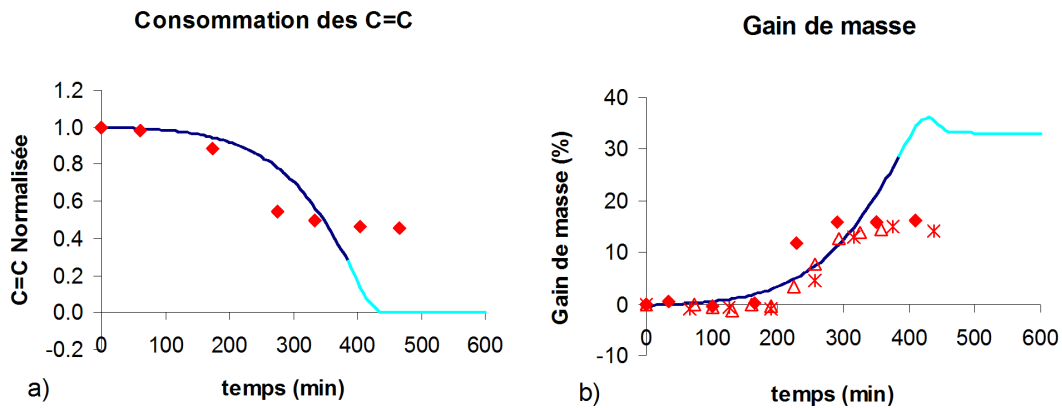 Consommation des C=C
C=C Normalisée
1.2
1.0
0.8
0.6
0.4
0.2
0.0
-0.2
0 100 200 300 400 500 600
temps (min)
a)
Gain de masse
Gain de masse (%)
40
30
20
10
0
-10
0 100 200 300 400 500 600
temps (min)
b)